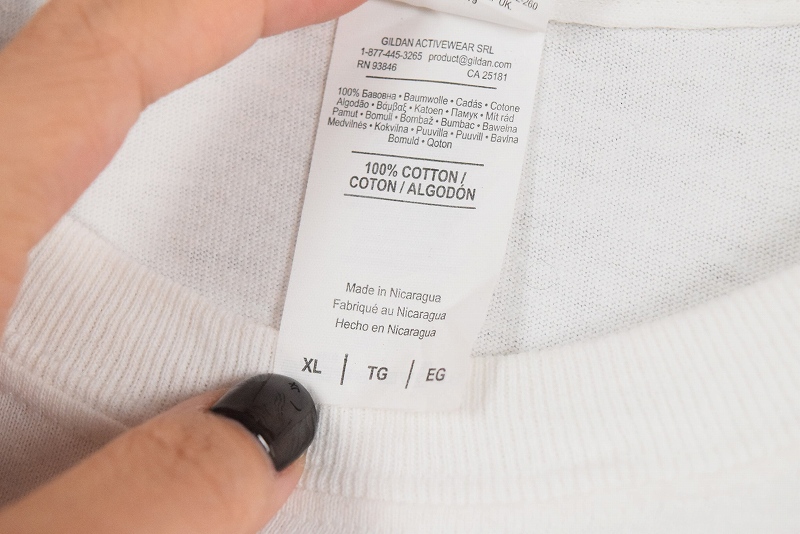 UK.
GILDAN ACTIVEWEAR SRL
1-877-445-3265 product@gildan.com
RN 93846 CA 25181
100% Бавовна • Baumwolle • Cadás • Cotone
Algodão • Βάμβαξ • Katoen • Памук • Mit rád
Pamut • Bomull • Bombaž • Bumbac • Bawełna
Medvilnės • Kokvilna • Puuvilla • Puuvill • Bavlna
Bomuld • Qoton
100% COTTON /
COTON / ALGODÓN
Made in Nicaragua
Fabriqué au Nicaragua
Hecho en Nicaragua
XL | TG | EG